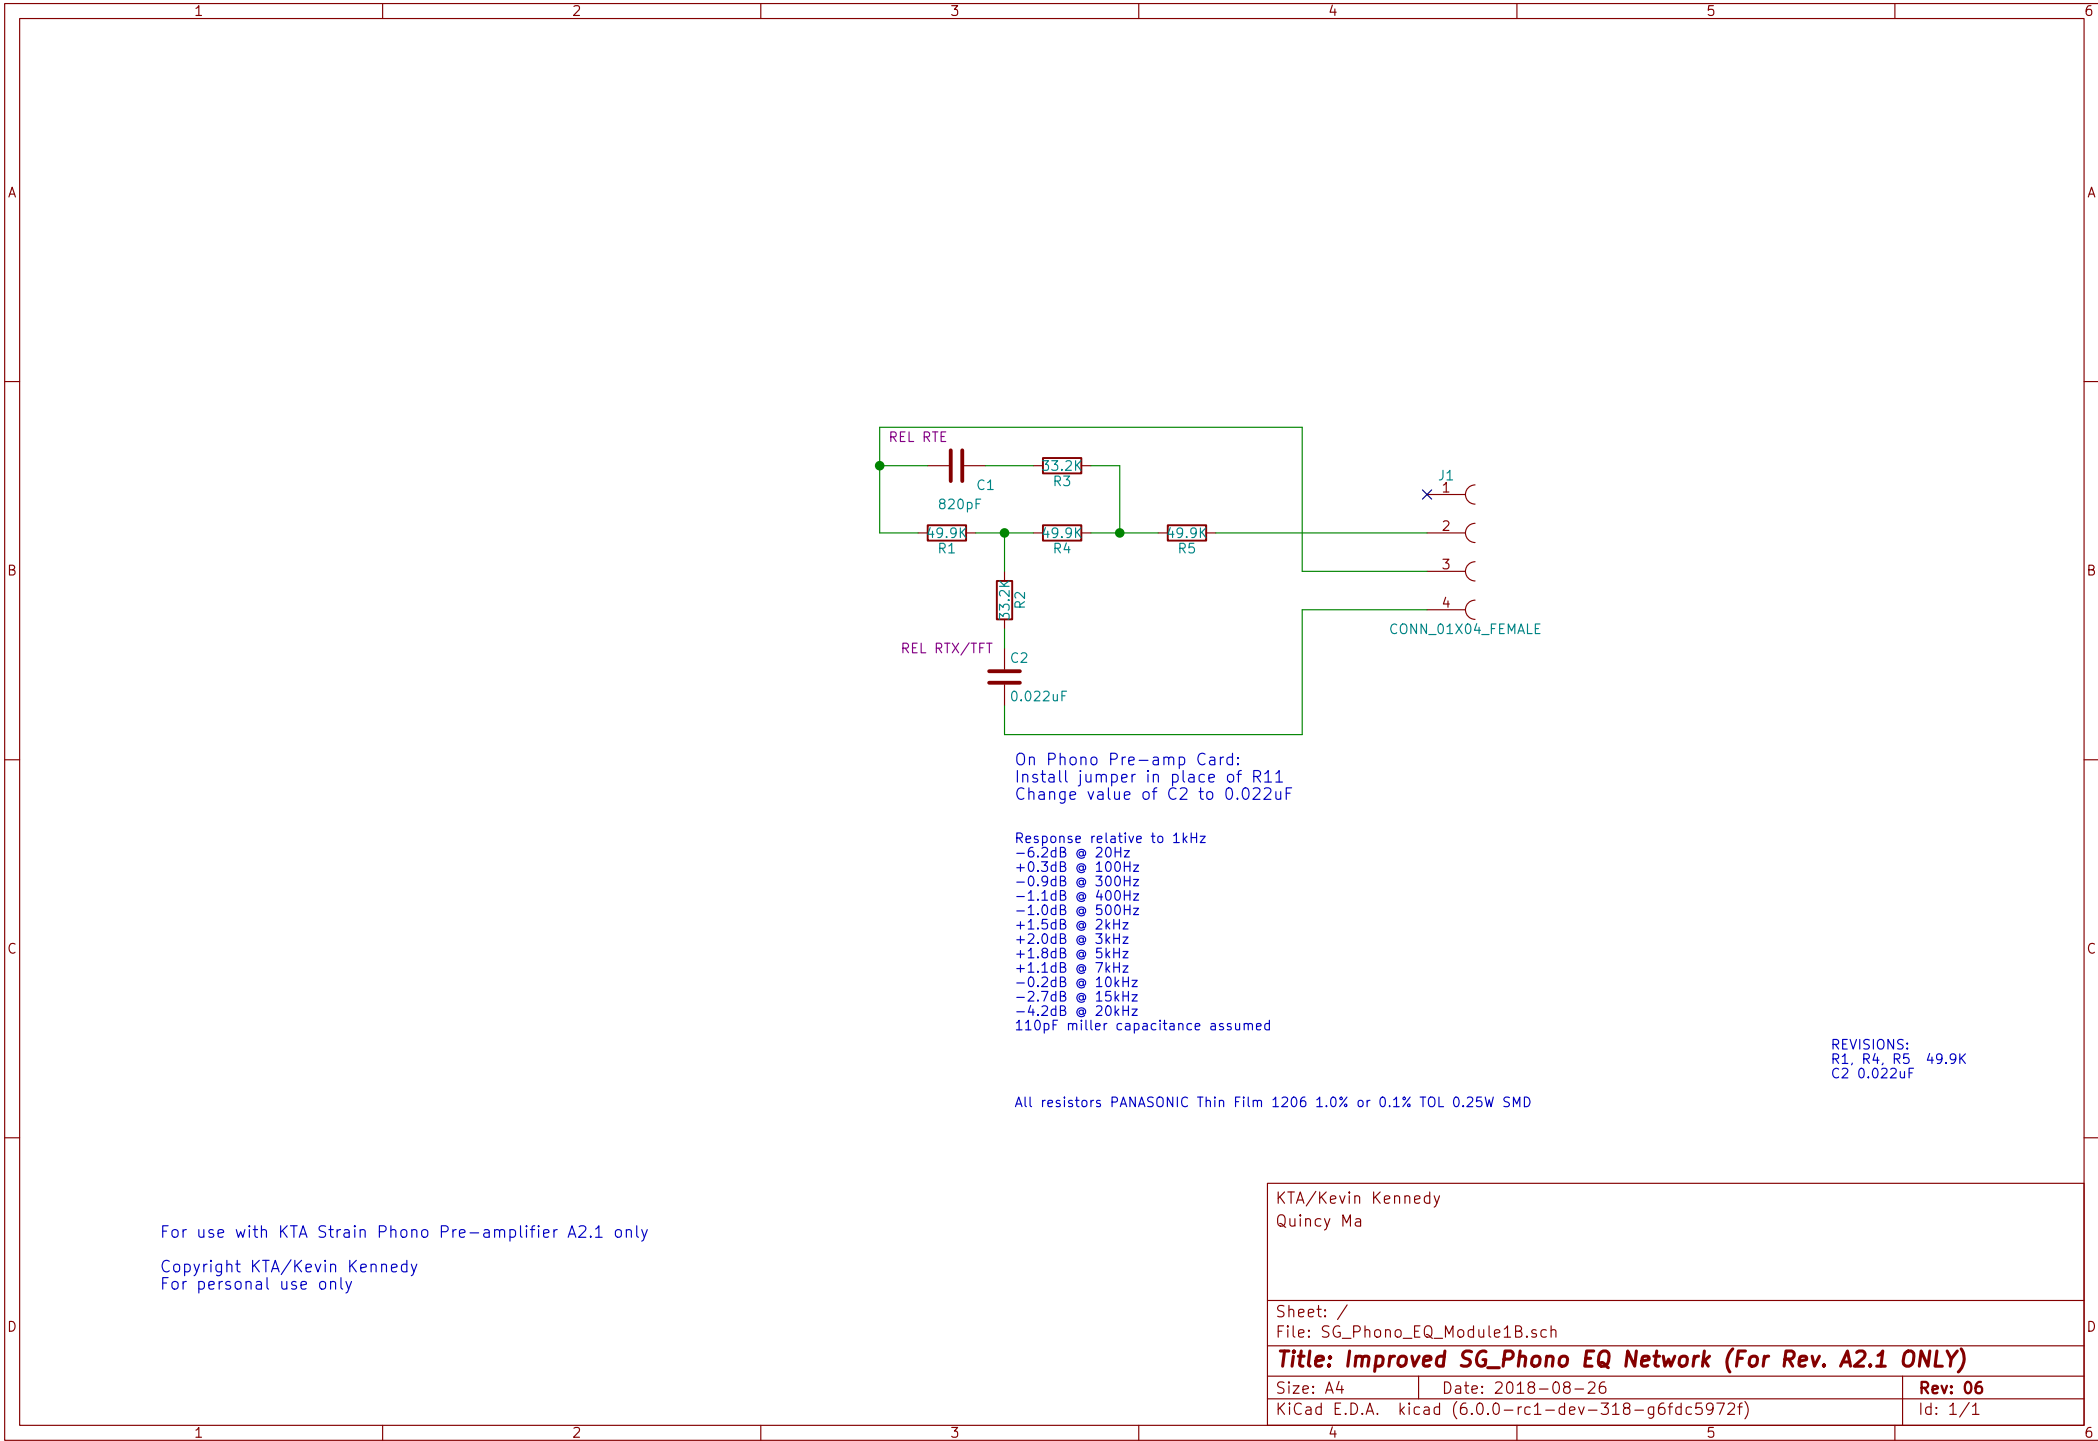 1 2 3 4 5 6
A A
REL RTE
C1
820pF
33.2K
R3
J1
1
49.9K
R1
49.9K
R4
49.9K
R5
2
B B
3
33.2K
R2
4
CONN_01X04_FEMALE
REL RTX/TFT
C2
0.022uF
On Phono Pre-amp Card:
Install jumper in place of R11
Change value of C2 to 0.022uF
Response relative to 1kHz
-6.2dB @ 20Hz
+0.3dB @ 100Hz
-0.9dB @ 300Hz
-1.1dB @ 400Hz
-1.0dB @ 500Hz
+1.5dB @ 2kHz
+2.0dB @ 3kHz
+1.8dB @ 5kHz
+1.1dB @ 7kHz
-0.2dB @ 10kHz
-2.7dB @ 15kHz
-4.2dB @ 20kHz
110pF miller capacitance assumed
C C
REVISIONS:
R1, R4, R5 49.9K
C2 0.022uF
All resistors PANASONIC Thin Film 1206 1.0% or 0.1% TOL 0.25W SMD
For use with KTA Strain Phono Pre-amplifier A2.1 only
Copyright KTA/Kevin Kennedy
For personal use only
KTA/Kevin Kennedy
Quincy Ma
D D
Sheet: /
File: SG_Phono_EQ_Module1B.sch
Title: Improved SG_Phono EQ Network (For Rev. A2.1 ONLY)
Size: A4 Date: 2018-08-26 Rev: 06
KiCad E.D.A. kicad (6.0.0-rc1-dev-318-g6fdc5972f) Id: 1/1
1 2 3 4 5 6